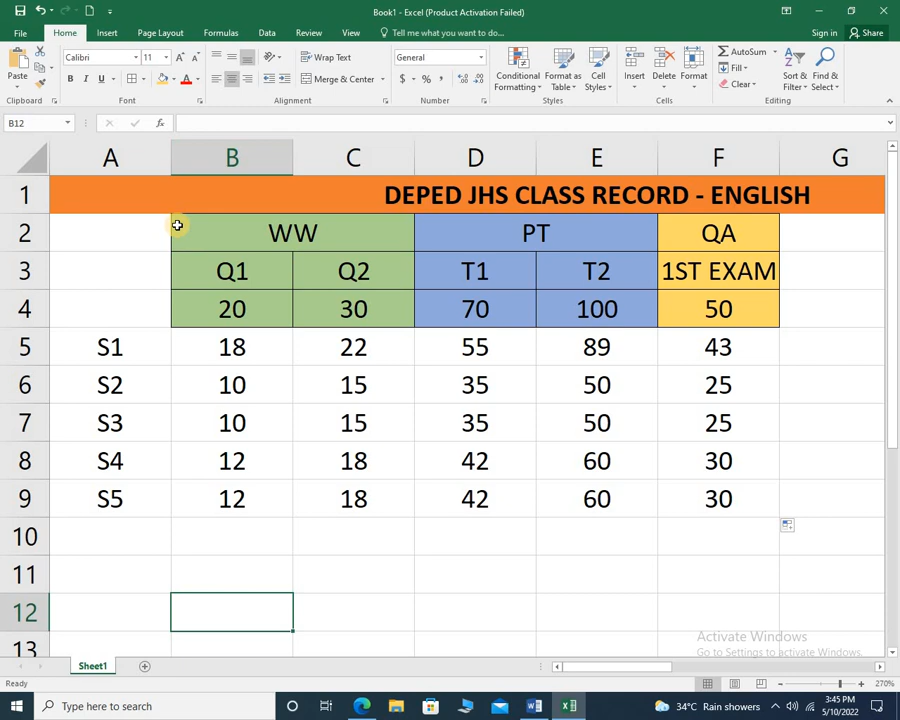 Book1 - Excel (Product Activation Failed)
File Home Insert Page Layout Formulas Data Review View Tell me what you want to do... Sign in Share
Paste
Calibri 11
B I U A
Wrap Text
Merge & Center
General
$ % ,
Conditional Formatting
Format as Table
Cell Styles
Insert Delete Format
AutoSum
Fill
Clear
Sort & Filter
Find & Select
Clipboard Font Alignment Number Styles Cells Editing
B12 fx
A B C D E F G
1 DEPED JHS CLASS RECORD - ENGLISH
2 WW PT QA
3 Q1 Q2 T1 T2 1ST EXAM
4 20 30 70 100 50
5 S1 18 22 55 89 43
6 S2 10 15 35 50 25
7 S3 10 15 35 50 25
8 S4 12 18 42 60 30
9 S5 12 18 42 60 30
10
11
12
13
Activate Windows
Go to Settings to activate Windows.
Sheet1
Ready 270%
Type here to search 34°C Rain showers 3:45 PM
5/10/2022